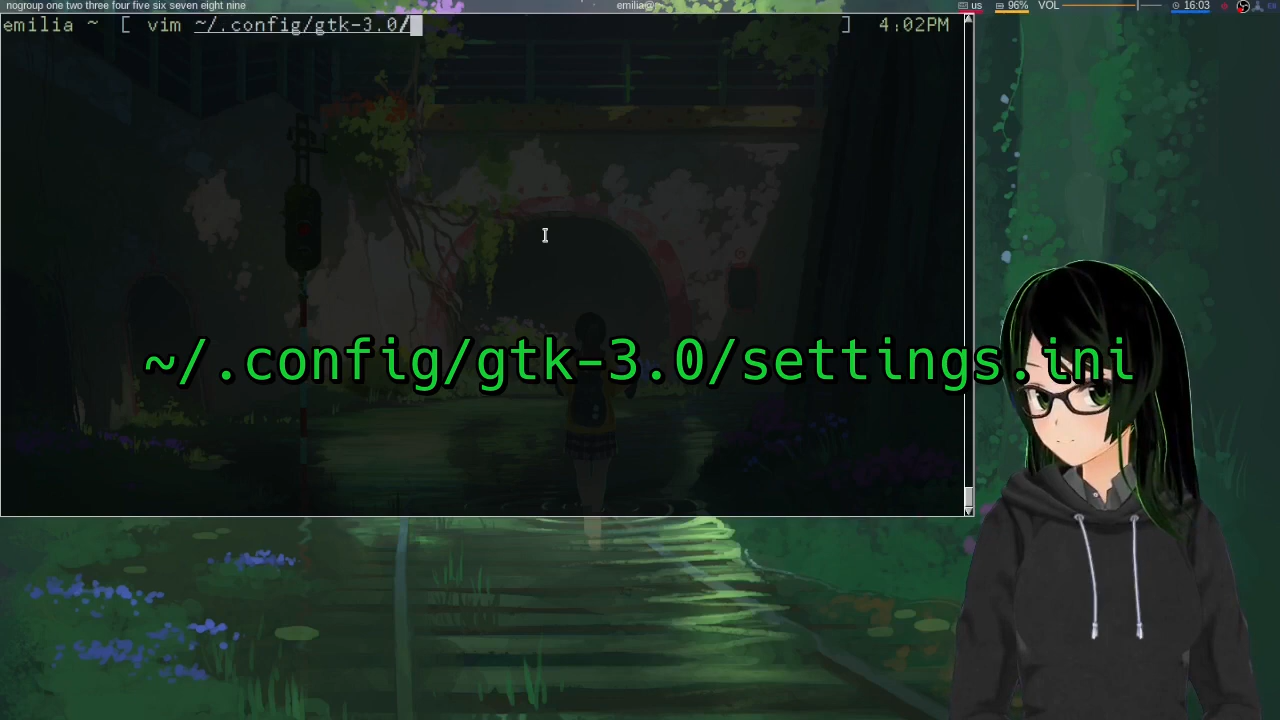 nogroup one two three four five six seven eight nine
emilia@
us
96%
VOL
16:03
emilia ~ [ vim ~/.config/gtk-3.0/ ] 4:02PM
~/.config/gtk-3.0/settings.ini